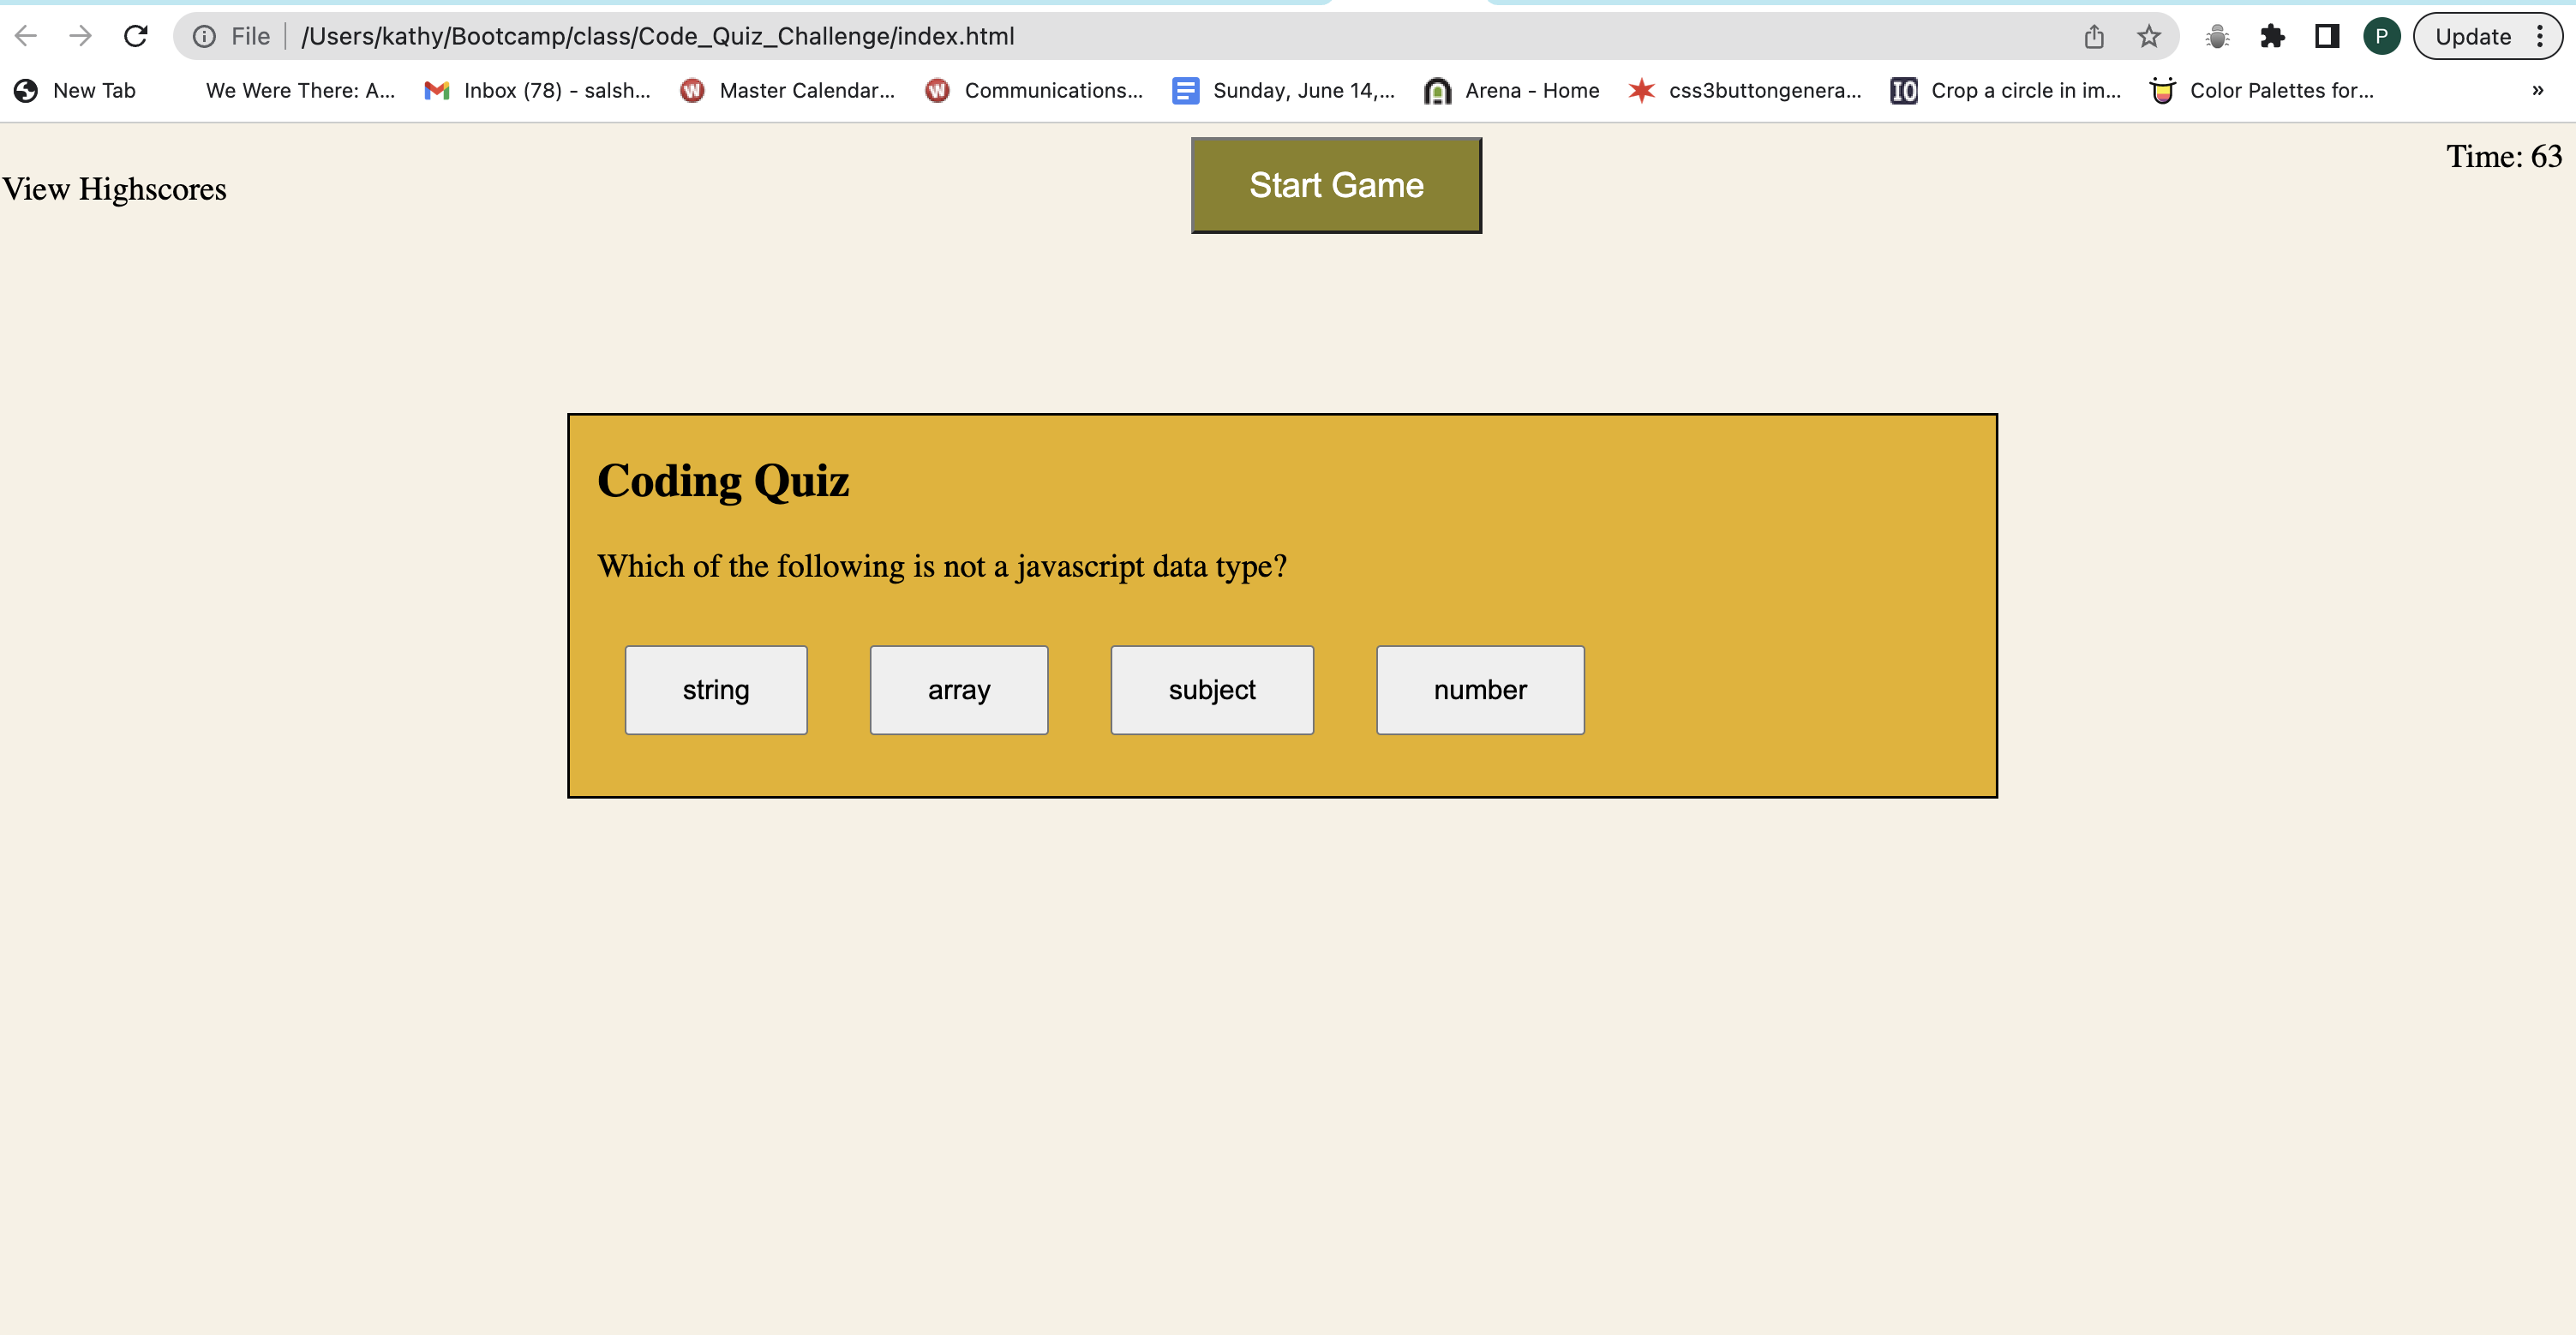 File /Users/kathy/Bootcamp/class/Code_Quiz_Challenge/index.html P Update
New Tab We Were There: A... Inbox (78) - salsh... Master Calendar... Communications... Sunday, June 14,... Arena - Home css3buttongenera... IO Crop a circle in im... Color Palettes for... »
Start Game
Time: 63
View Highscores
Coding Quiz
Which of the following is not a javascript data type?
string array subject number